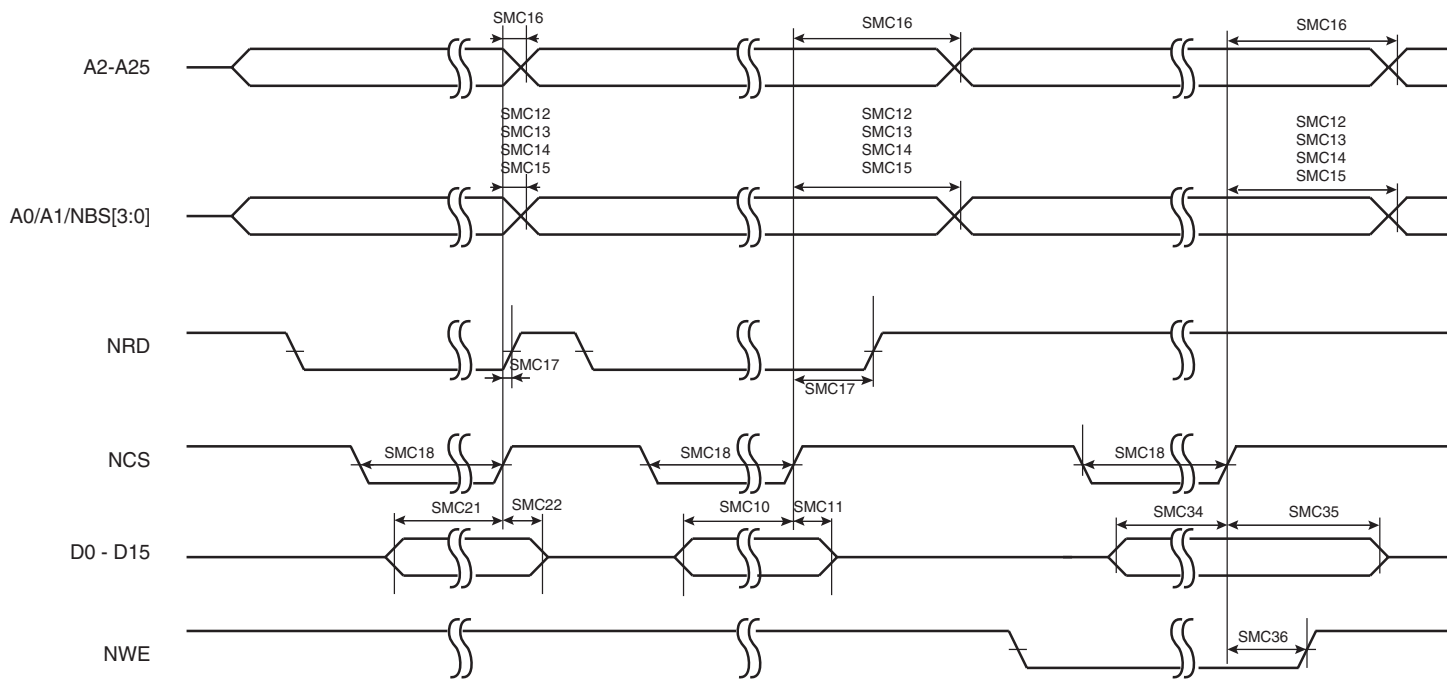 SMC16
SMC16
SMC16
A2-A25
SMC12
SMC13
SMC14
SMC15
SMC12
SMC13
SMC14
SMC15
SMC12
SMC13
SMC14
SMC15
A0/A1/NBS[3:0]
NRD
SMC17
SMC17
NCS
SMC18
SMC18
SMC18
SMC21
SMC22
SMC10
SMC11
SMC34
SMC35
D0 - D15
NWE
SMC36